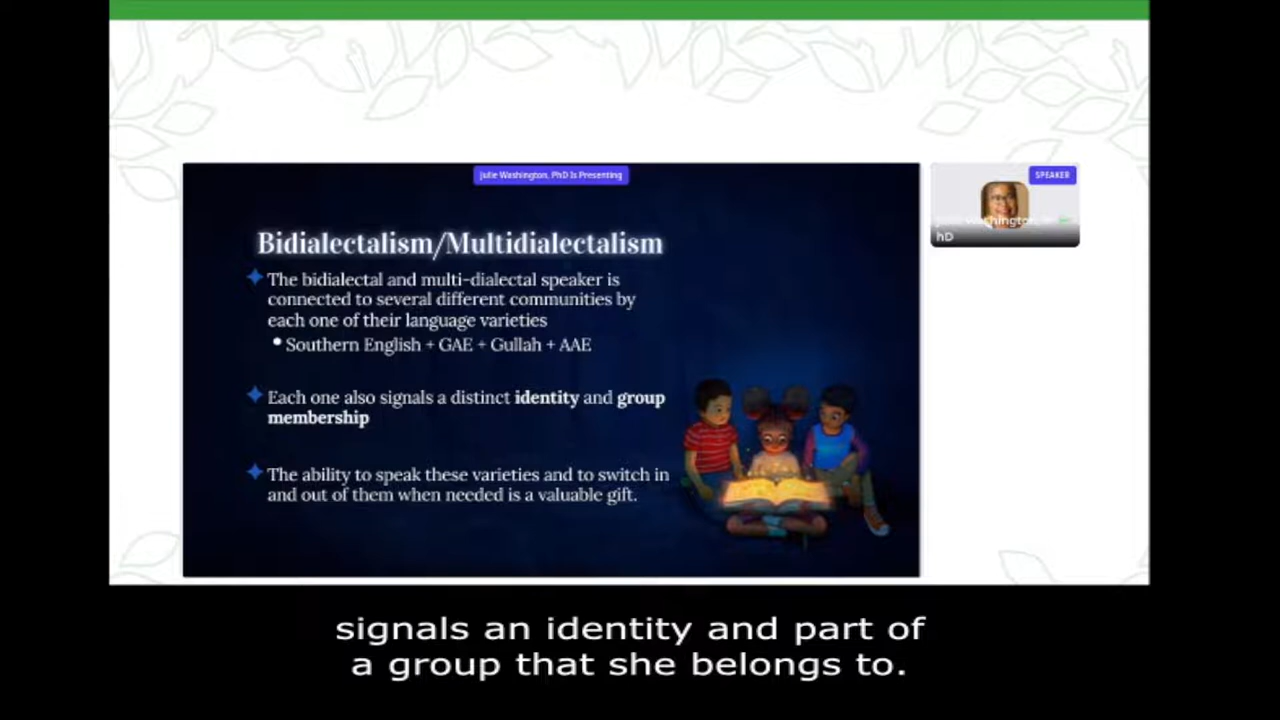 Julie Washington, PhD Is Presenting
SPEAKER
Washington
hD
Bidialectalism/Multidialectalism
The bidialectal and multi-dialectal speaker is
connected to several different communities by
each one of their language varieties
Southern English + GAE + Gullah + AAE
Each one also signals a distinct identity and group
membership
The ability to speak these varieties and to switch in
and out of them when needed is a valuable gift.
signals an identity and part of
a group that she belongs to.